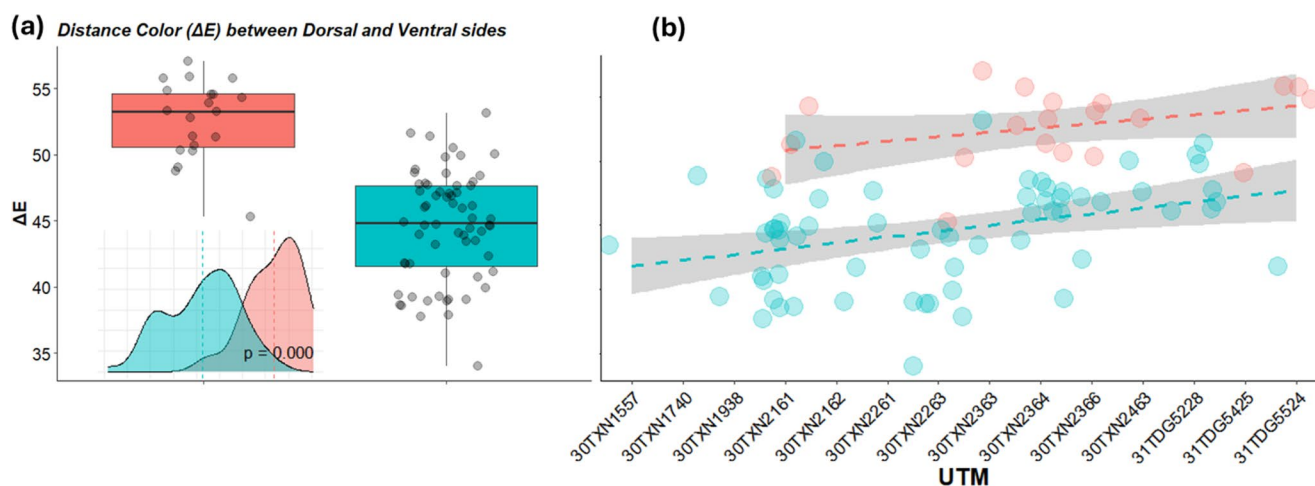 (a) Distance Color (ΔE) between Dorsal and Ventral sides
(b)
ΔE
55
50
45
40
35
p = 0.000
30TXN1557
30TXN1740
30TXN1938
30TXN2161
30TXN2162
30TXN2261
30TXN2263
30TXN2363
30TXN2364
30TXN2366
30TXN2463
31TDG5228
31TDG5425
31TDG5524
UTM